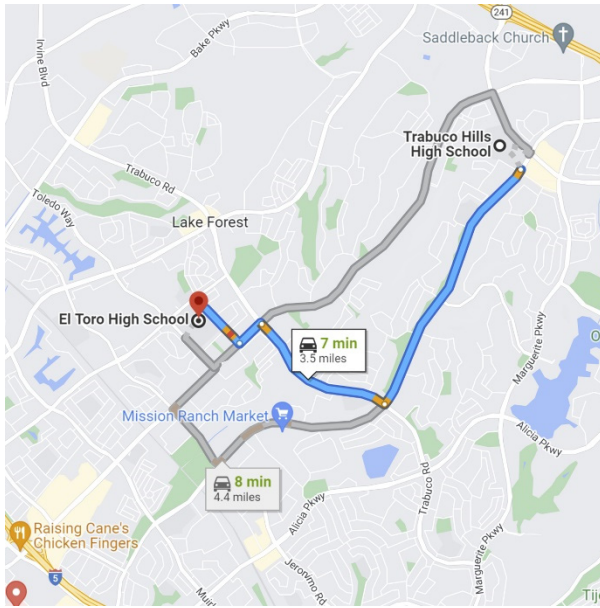 241
Saddleback Church
Bake Pkwy
Irvine Blvd
Trabuco Hills
High School
Trabuco Rd
Toledo Way
Lake Forest
El Toro High School
7 min
3.5 miles
Marguerite Pkwy
O
Mission Ranch Market
Alicia Pkwy
8 min
4.4 miles
Trabuco Rd
Alicia Pkwy
Raising Cane's
Chicken Fingers
Jeronimo Rd
Marguerite Pkwy
5
Muirl
Tije